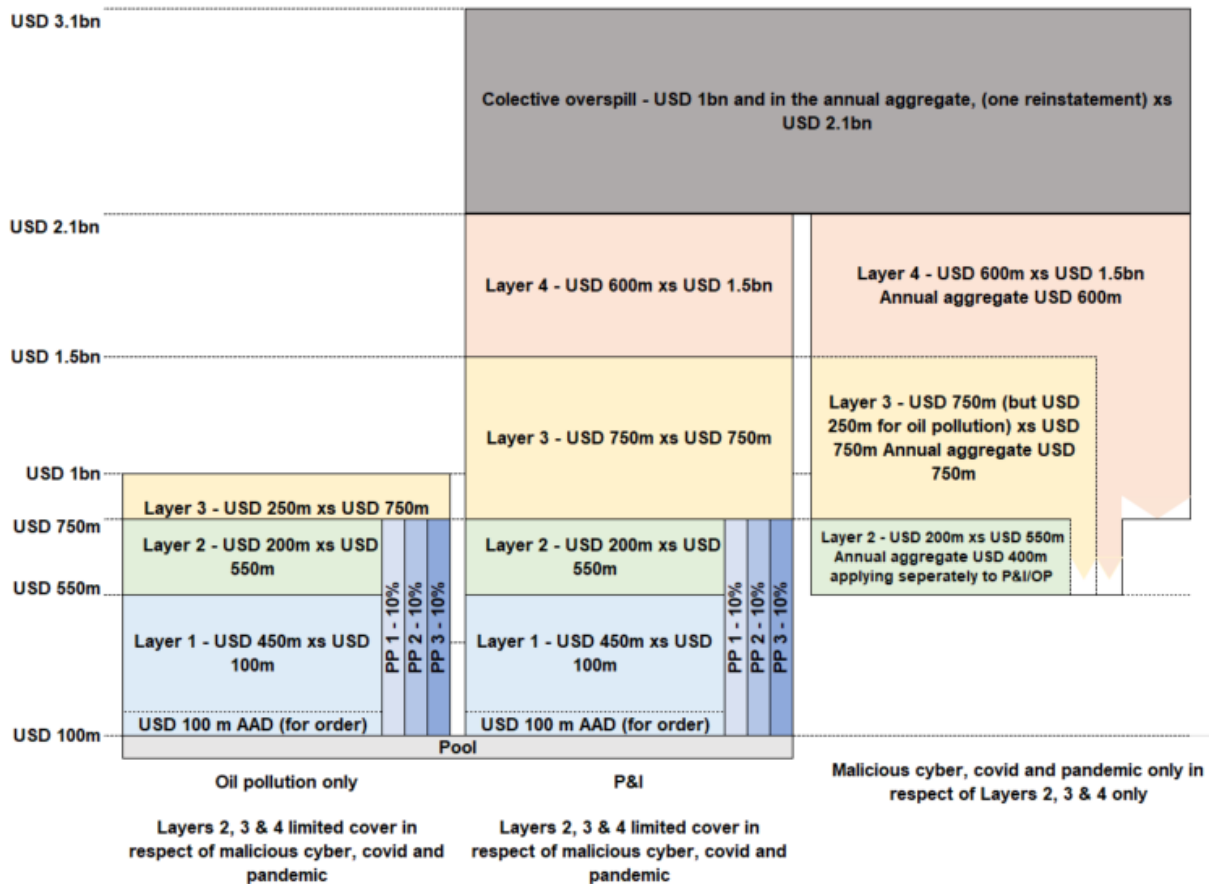 USD 3.1bn
Colective overspill - USD 1bn and in the annual aggregate, (one reinstatement) xs
USD 2.1bn
USD 2.1bn
Layer 4 - USD 600m xs USD 1.5bn
Layer 4 - USD 600m xs USD 1.5bn
Annual aggregate USD 600m
USD 1.5bn
Layer 3 - USD 750m xs USD 750m
Layer 3 - USD 750m (but USD
250m for oil pollution) xs USD
750m Annual aggregate USD
750m
USD 1bn
Layer 3 - USD 250m xs USD 750m
USD 750m
Layer 2 - USD 200m xs USD
550m
PP 1 - 10%
PP 2 - 10%
PP 3 - 10%
Layer 2 - USD 200m xs USD
550m
PP 1 - 10%
PP 2 - 10%
PP 3 - 10%
Layer 2 - USD 200m xs USD 550m
Annual aggregate USD 400m
applying seperately to P&I/OP
USD 550m
Layer 1 - USD 450m xs USD
100m
Layer 1 - USD 450m xs USD
100m
USD 100 m AAD (for order)
USD 100 m AAD (for order)
USD 100m
Pool
Oil pollution only
Layers 2, 3 & 4 limited cover in
respect of malicious cyber, covid and
pandemic
P&I
Layers 2, 3 & 4 limited cover in
respect of malicious cyber, covid and
pandemic
Malicious cyber, covid and pandemic only in
respect of Layers 2, 3 & 4 only